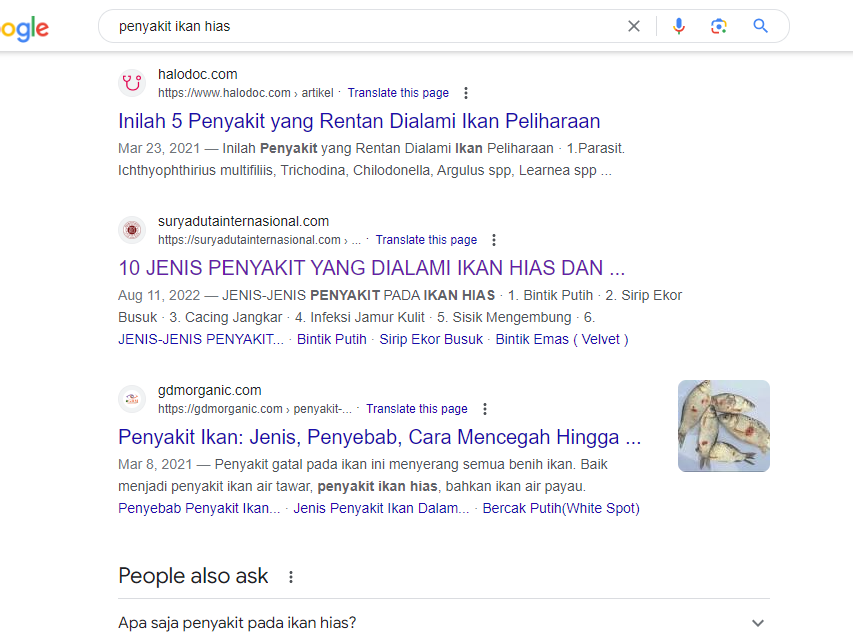 ogle
penyakit ikan hias
halodoc.com
https://www.halodoc.com › artikel · Translate this page
Inilah 5 Penyakit yang Rentan Dialami Ikan Peliharaan
Mar 23, 2021 — Inilah Penyakit yang Rentan Dialami Ikan Peliharaan · 1.Parasit.
Ichthyophthirius multifiliis, Trichodina, Chilodonella, Argulus spp, Learnea spp ...
suryadutainternasional.com
https://suryadutainternasional.com › ... · Translate this page
10 JENIS PENYAKIT YANG DIALAMI IKAN HIAS DAN ...
Aug 11, 2022 — JENIS-JENIS PENYAKIT PADA IKAN HIAS · 1. Bintik Putih · 2. Sirip Ekor
Busuk · 3. Cacing Jangkar · 4. Infeksi Jamur Kulit · 5. Sisik Mengembung · 6.
JENIS-JENIS PENYAKIT... · Bintik Putih · Sirip Ekor Busuk · Bintik Emas ( Velvet )
gdmorganic.com
https://gdmorganic.com › penyakit-... · Translate this page
Penyakit Ikan: Jenis, Penyebab, Cara Mencegah Hingga ...
Mar 8, 2021 — Penyakit gatal pada ikan ini menyerang semua benih ikan. Baik
menjadi penyakit ikan air tawar, penyakit ikan hias, bahkan ikan air payau.
Penyebab Penyakit Ikan... · Jenis Penyakit Ikan Dalam... · Bercak Putih(White Spot)
People also ask
Apa saja penyakit pada ikan hias?